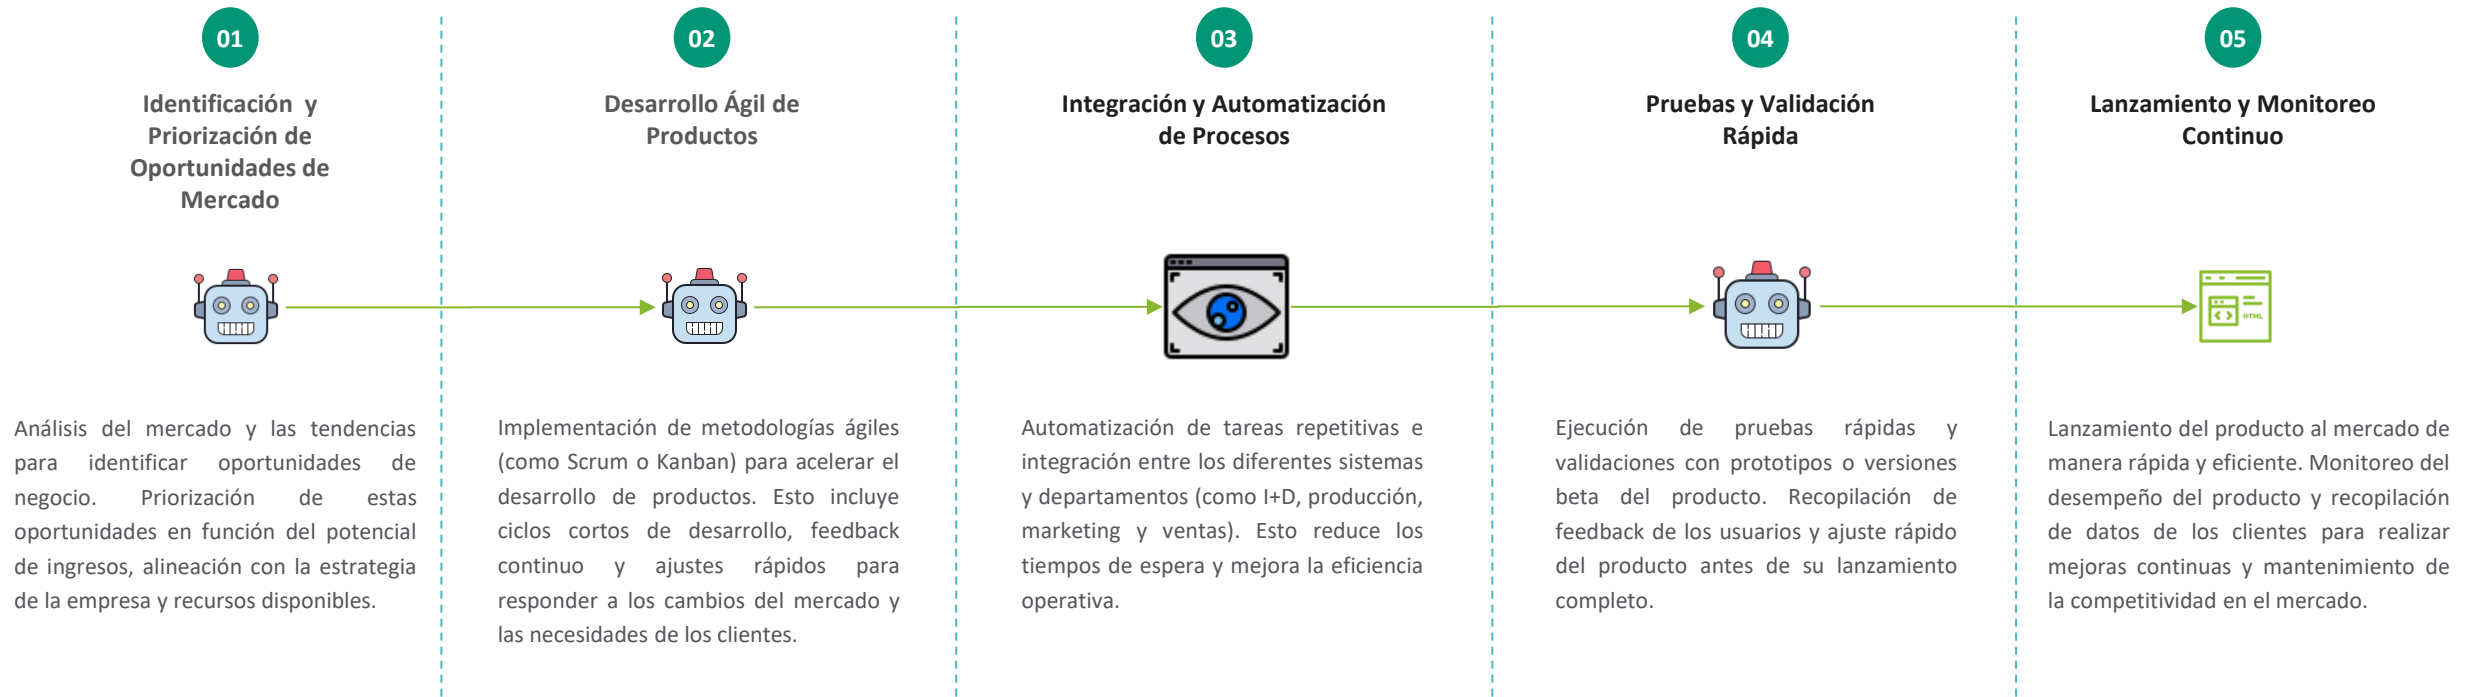 01
Identificación y
Priorización de
Oportunidades de
Mercado
Análisis del mercado y las tendencias
para identificar oportunidades de
negocio. Priorización de estas
oportunidades en función del potencial
de ingresos, alineación con la estrategia
de la empresa y recursos disponibles.
02
Desarrollo Ágil de
Productos
Implementación de metodologías ágiles
(como Scrum o Kanban) para acelerar el
desarrollo de productos. Esto incluye
ciclos cortos de desarrollo, feedback
continuo y ajustes rápidos para
responder a los cambios del mercado y
las necesidades de los clientes.
03
Integración y Automatización
de Procesos
Automatización de tareas repetitivas e
integración entre los diferentes sistemas
y departamentos (como I+D, producción,
marketing y ventas). Esto reduce los
tiempos de espera y mejora la eficiencia
operativa.
04
Pruebas y Validación
Rápida
Ejecución de pruebas rápidas y
validaciones con prototipos o versiones
beta del producto. Recopilación de
feedback de los usuarios y ajuste rápido
del producto antes de su lanzamiento
completo.
05
Lanzamiento y Monitoreo
Continuo
HTML
Lanzamiento del producto al mercado de
manera rápida y eficiente. Monitoreo del
desempeño del producto y recopilación
de datos de los clientes para realizar
mejoras continuas y mantenimiento de
la competitividad en el mercado.